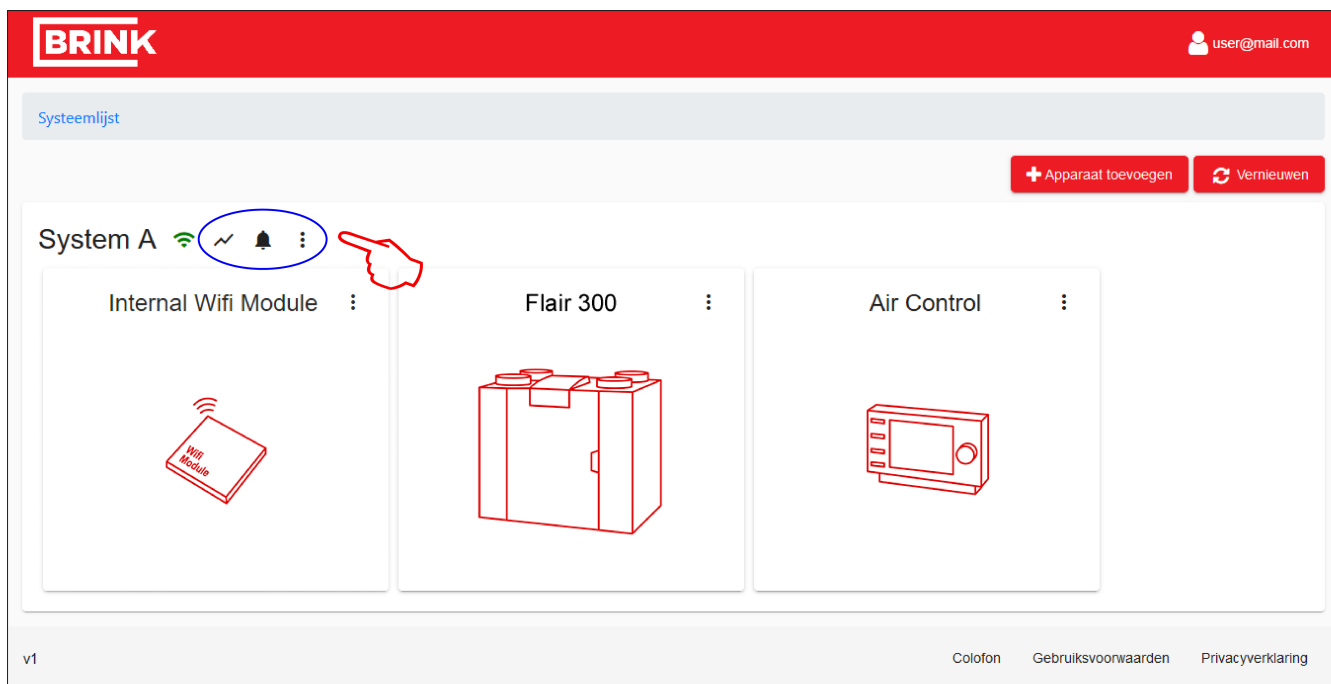 BRINK
user@mail.com
Systeemlijst
Apparaat toevoegen
Vernieuwen
System A
Internal Wifi Module
Flair 300
Air Control
Wifi
Module
v1
Colofon
Gebruiksvoorwaarden
Privacyverklaring